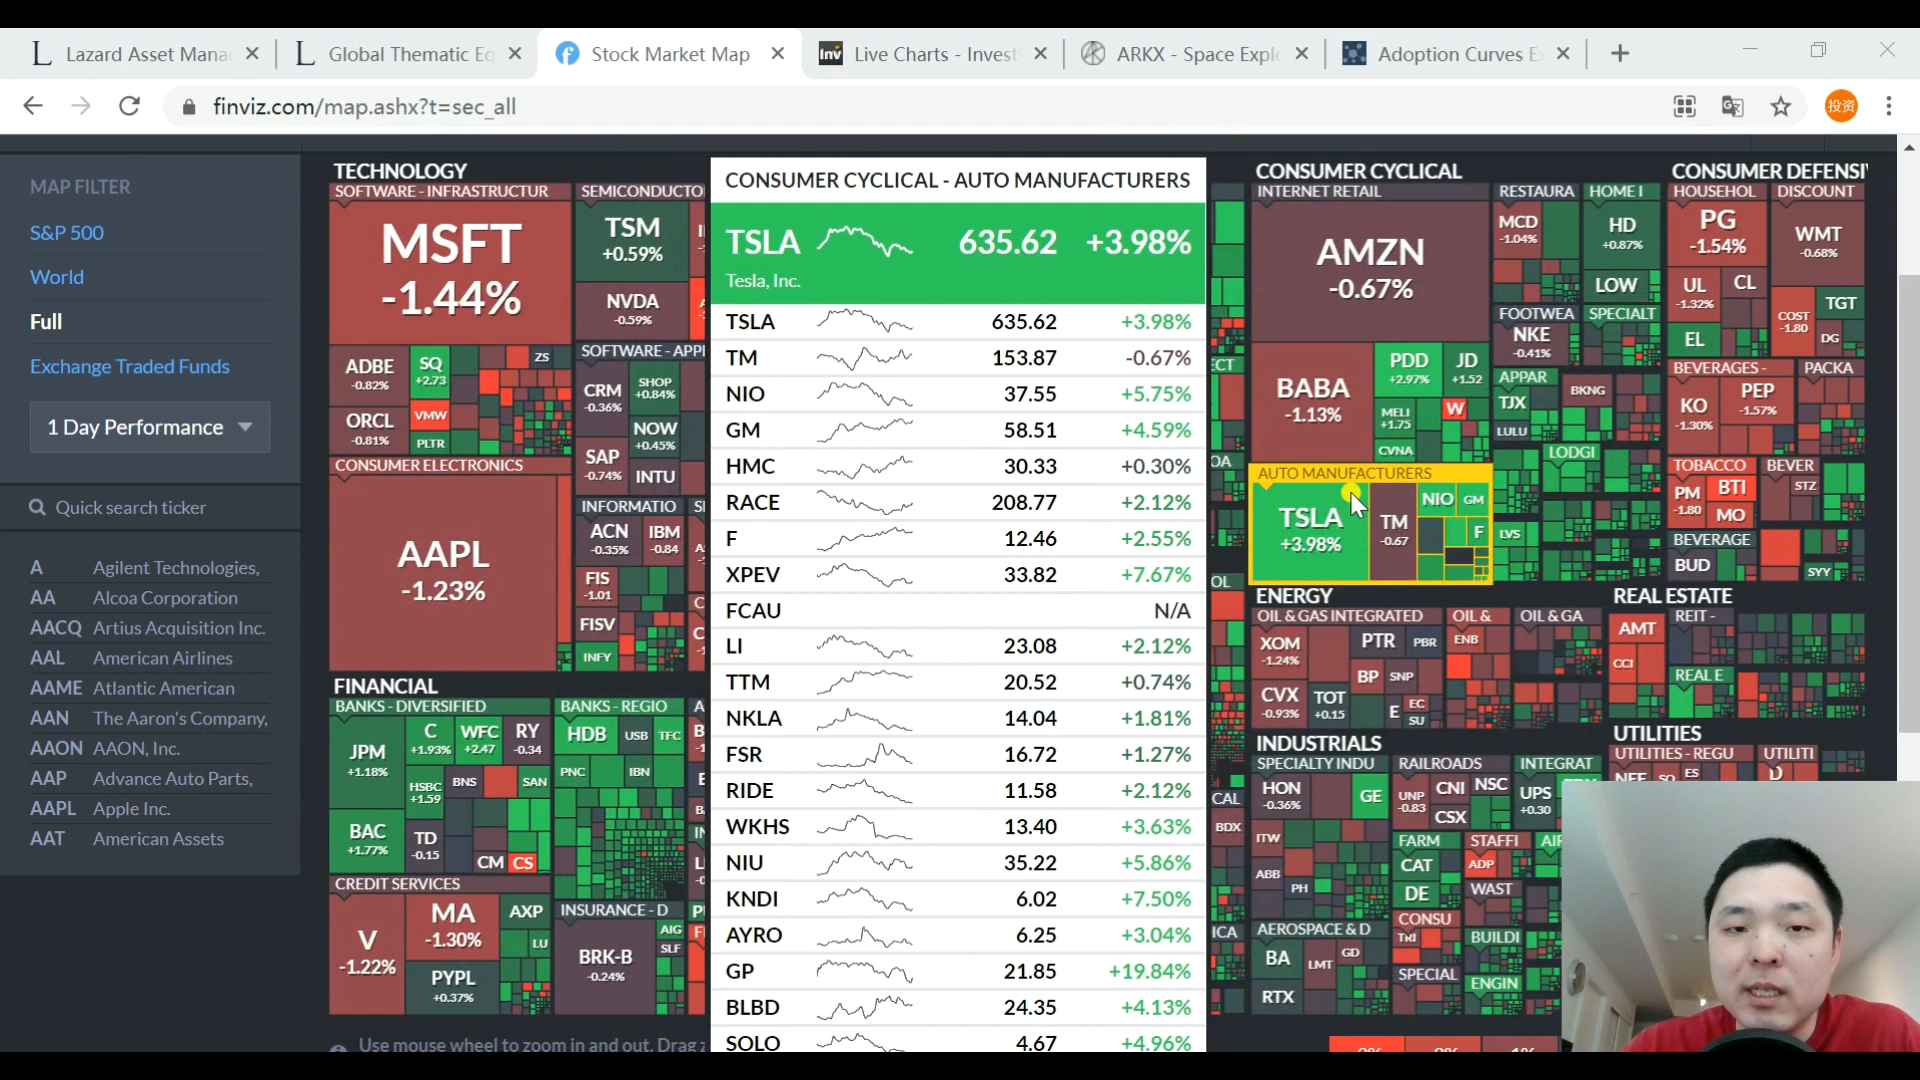 Lazard Asset Mana
Global Thematic Eq
Stock Market Map
Live Charts - Investi
ARKX - Space Explo
Adoption Curves Ex
finviz.com/map.ashx?t=sec_all
投资
MAP FILTER
S&P 500
World
Full
Exchange Traded Funds
1 Day Performance
Quick search ticker
A Agilent Technologies,
AA Alcoa Corporation
AACQ Artius Acquisition Inc.
AAL American Airlines
AAME Atlantic American
AAN The Aaron's Company,
AAON AAON, Inc.
AAP Advance Auto Parts,
AAPL Apple Inc.
AAT American Assets
TECHNOLOGY
SOFTWARE - INFRASTRUCTUR
MSFT
-1.44%
ADBE
-0.82%
SQ
+2.73
ZS
ORCL
-0.81%
VMW
PLTR
SEMICONDUCTO
TSM
+0.59%
NVDA
-0.59%
SOFTWARE - APPI
CRM
-0.36%
SHOP
+0.84%
NOW
+0.45%
SAP
-0.74%
INTU
CONSUMER ELECTRONICS
AAPL
-1.23%
INFORMATIO
ACN
-0.35%
IBM
-0.84
FIS
-1.01
FISV
INFY
FINANCIAL
BANKS - DIVERSIFIED
JPM
+1.18%
C
+1.93%
WFC
+2.47
RY
-0.34
HSBC
+1.59
BNS
SAN
BAC
+1.77%
TD
-0.15
CM
CS
BANKS - REGIO
HDB
USB
TFC
PNC
IBN
CREDIT SERVICES
V
-1.22%
MA
-1.30%
AXP
LU
PYPL
+0.37%
INSURANCE - D
BRK-B
-0.24%
AIG
SLF
Use mouse wheel to zoom in and out. Drag z
CONSUMER CYCLICAL - AUTO MANUFACTURERS
TSLA 635.62 +3.98%
Tesla, Inc.
TSLA 635.62 +3.98%
TM 153.87 -0.67%
NIO 37.55 +5.75%
GM 58.51 +4.59%
HMC 30.33 +0.30%
RACE 208.77 +2.12%
F 12.46 +2.55%
XPEV 33.82 +7.67%
FCAU N/A
LI 23.08 +2.12%
TTM 20.52 +0.74%
NKLA 14.04 +1.81%
FSR 16.72 +1.27%
RIDE 11.58 +2.12%
WKHS 13.40 +3.63%
NIU 35.22 +5.86%
KNDI 6.02 +7.50%
AYRO 6.25 +3.04%
GP 21.85 +19.84%
BLBD 24.35 +4.13%
SOLO 4.67 +4.96%
ECT
OA
OL
CAL
BDX
ICA
CONSUMER CYCLICAL
INTERNET RETAIL
AMZN
-0.67%
BABA
-1.13%
PDD
+2.97%
JD
+1.52
MELI
+1.75
W
CVNA
RESTAURA
MCD
-1.04%
HOME I
HD
+0.87%
LOW
FOOTWEA
NKE
-0.41%
SPECIALT
APPAR
TJX
LULU
BKNG
LODGI
LVS
AUTO MANUFACTURERS
TSLA
+3.98%
TM
-0.67
NIO
GM
F
CONSUMER DEFENSI
HOUSEHOL
PG
-1.54%
UL
-1.32%
CL
EL
DISCOUNT
WMT
-0.68%
COST
-1.80
TGT
DG
BEVERAGES -
KO
-1.30%
PEP
-1.57%
PACKA
TOBACCO
PM
-1.80
BTI
MO
BEVER
STZ
BEVERAGE
BUD
SYY
ENERGY
OIL & GAS INTEGRATED
XOM
-1.24%
PTR
PBR
BP
SNP
CVX
-0.93%
TOT
+0.15
E
EC
SU
OIL &
ENB
OIL & GA
REAL ESTATE
AMT
CCI
REIT -
REAL E
INDUSTRIALS
SPECIALTY INDU
HON
-0.36%
GE
ITW
ABB
PH
RAILROADS
UNP
-0.83
CNI
NSC
CSX
INTEGRAT
UPS
+0.30
FARM
CAT
DE
STAFFI
ADP
AIR
WAST
CONSU
TRI
BUILDI
AEROSPACE & D
BA
LMT
GD
RTX
SPECIAL
ENGIN
UTILITIES
UTILITIES - REGU
UTILITI
NEE
SO
ES
D